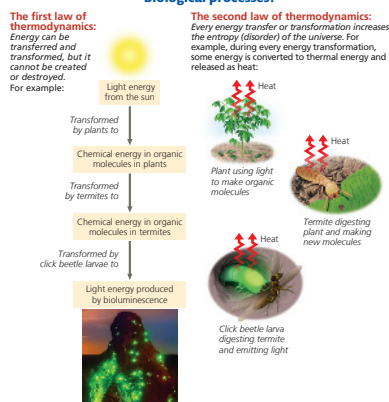 biological processes?
The first law of
thermodynamics:
Energy can be
transferred and
transformed, but it
cannot be created
or destroyed.
For example:
Light energy
from the sun
Transformed
by plants to
Chemical energy in organic
molecules in plants
Transformed
by termites to
Chemical energy in organic
molecules in termites
Transformed by
click beetle larvae to
Light energy produced
by bioluminescence
The second law of thermodynamics:
Every energy transfer or transformation increases
the entropy (disorder) of the universe. For
example, during every energy transformation,
some energy is converted to thermal energy and
released as heat:
Heat
Plant using light
to make organic
molecules
Heat
Termite digesting
plant and making
new molecules
Heat
Click beetle larva
digesting termite
and emitting light